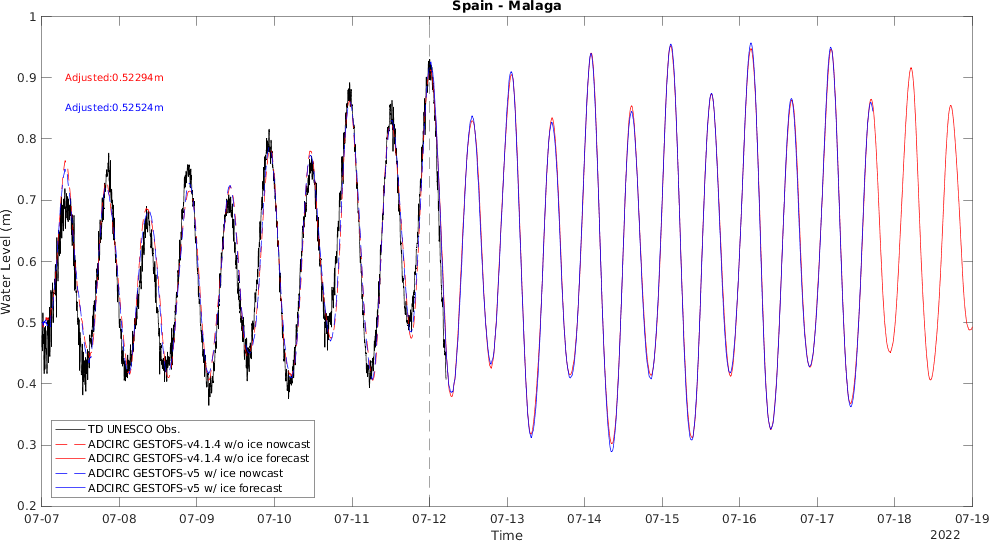 Spain - Malaga
Adjusted:0.52294m
Adjusted:0.52524m
Water Level (m)
1
0.9
0.8
0.7
0.6
0.5
0.4
0.3
0.2
TD UNESCO Obs.
ADCIRC GESTOFS-v4.1.4 w/o ice nowcast
ADCIRC GESTOFS-v4.1.4 w/o ice forecast
ADCIRC GESTOFS-v5 w/ ice nowcast
ADCIRC GESTOFS-v5 w/ ice forecast
07-07 07-08 07-09 07-10 07-11 07-12 07-13 07-14 07-15 07-16 07-17 07-18 07-19
Time
2022